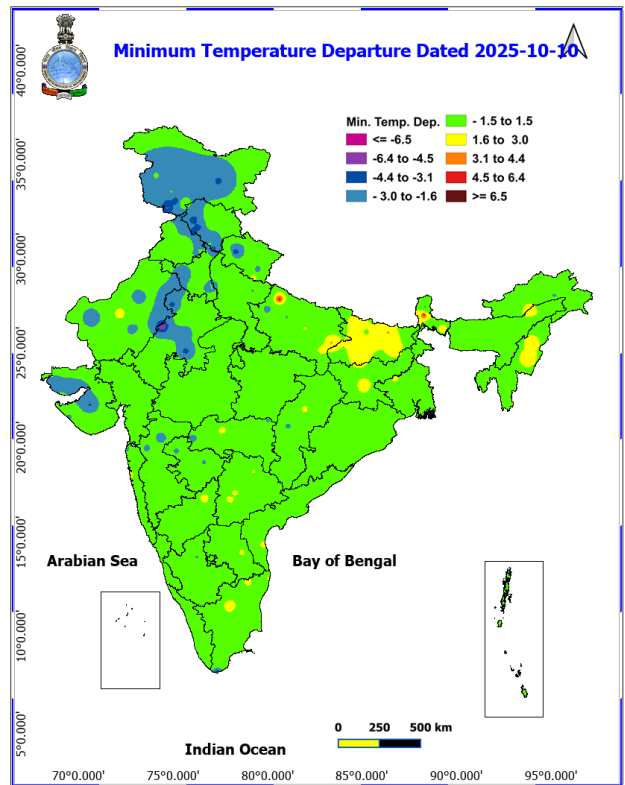 Minimum Temperature Departure Dated 2025-10-10
Min. Temp. Dep.
<= -6.5
-6.4 to -4.5
-4.4 to -3.1
- 3.0 to -1.6
- 1.5 to 1.5
1.6 to 3.0
3.1 to 4.4
4.5 to 6.4
>= 6.5
40°0.000'
35°0.000'
30°0.000'
25°0.000'
20°0.000'
15°0.000'
10°0.000'
5°0.000'
Arabian Sea
Bay of Bengal
Indian Ocean
0 250 500 km
70°0.000' 75°0.000' 80°0.000' 85°0.000' 90°0.000' 95°0.000'